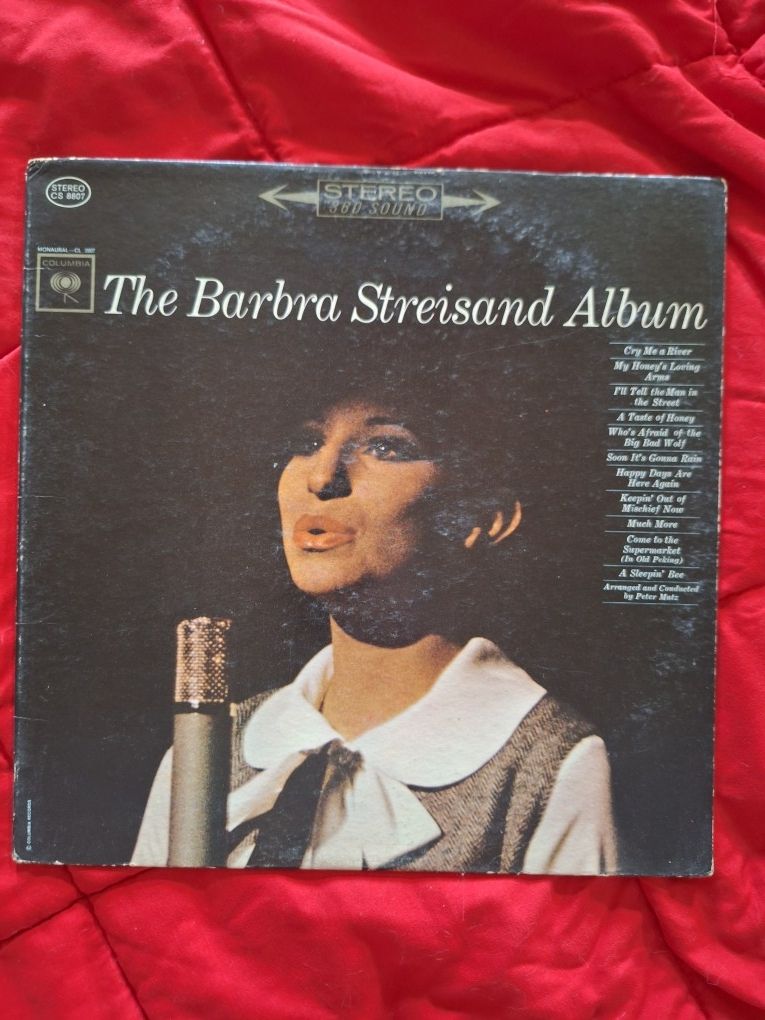 STEREO
CS 8807
STEREO
360 SOUND
MONAURAL—CL 2007
COLUMBIA
The Barbra Streisand Album
Cry Me a River
My Honey's Loving
Arms
I'll Tell the Man in
the Street
A Taste of Honey
Who's Afraid of the
Big Bad Wolf
Soon It's Gonna Rain
Happy Days Are
Here Again
Keepin' Out of
Mischief Now
Much More
Come to the
Supermarket
(In Old Peking)
A Sleepin' Bee
Arranged and Conducted
by Peter Matz
© COLUMBIA RECORDS